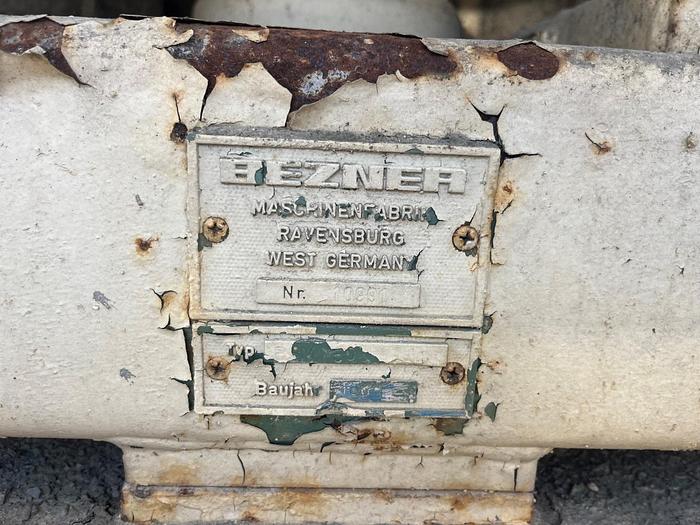 BEZNER
MASCHINENFABRIK
RAVENSBURG
WEST GERMANY
Nr.
Typ
Baujahr